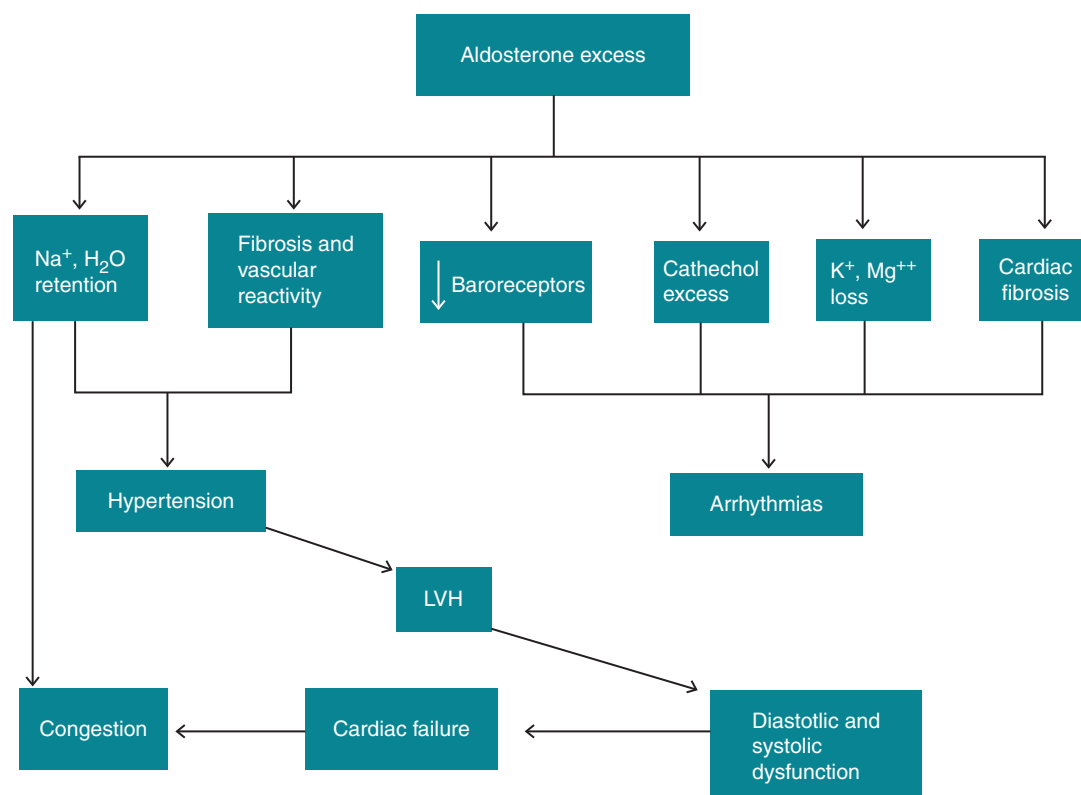 Aldosterone excess
Na⁺, H₂O
retention
Fibrosis and
vascular
reactivity
↓ Baroreceptors
Cathechol
excess
K⁺, Mg⁺⁺
loss
Cardiac
fibrosis
Hypertension
Arrhythmias
LVH
Congestion
Cardiac failure
Diastotlic and
systolic
dysfunction